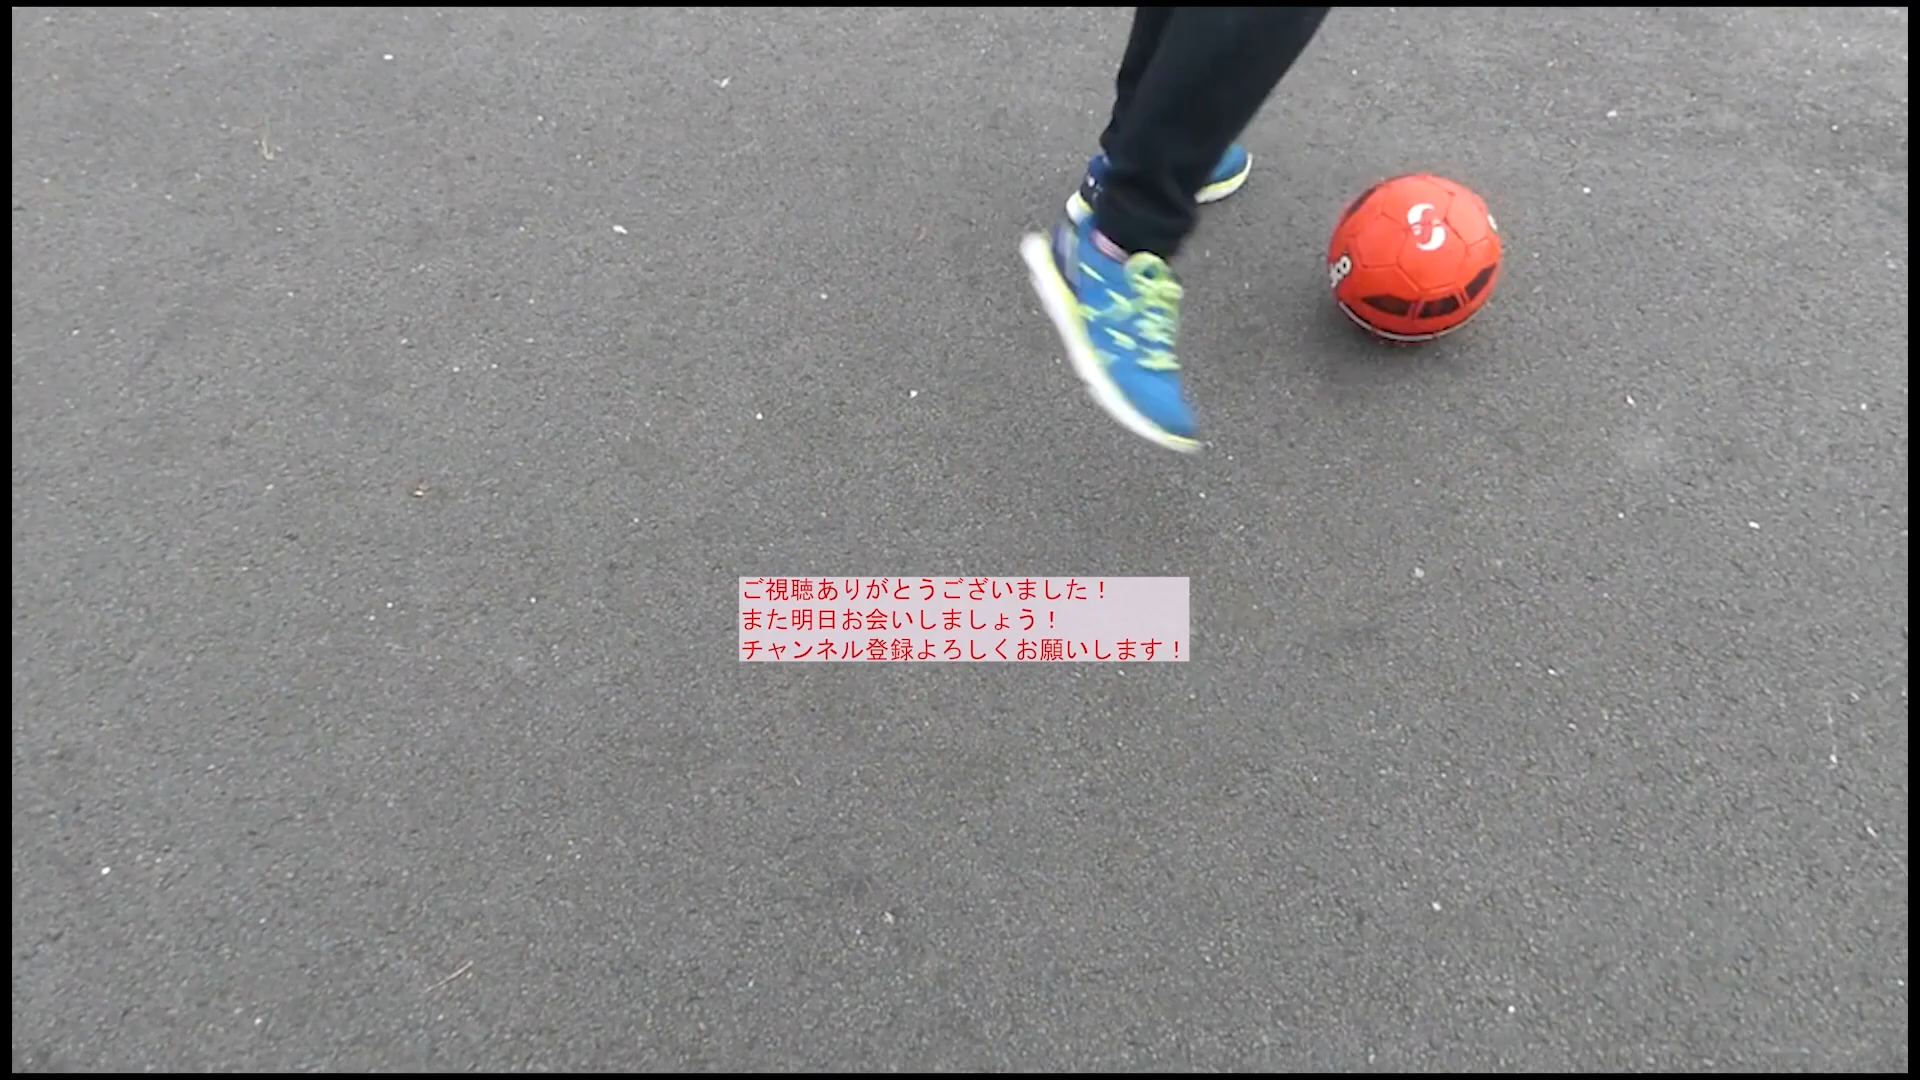 ご視聴ありがとうございました！
また明日お会いしましょう！
チャンネル登録よろしくお願いします！